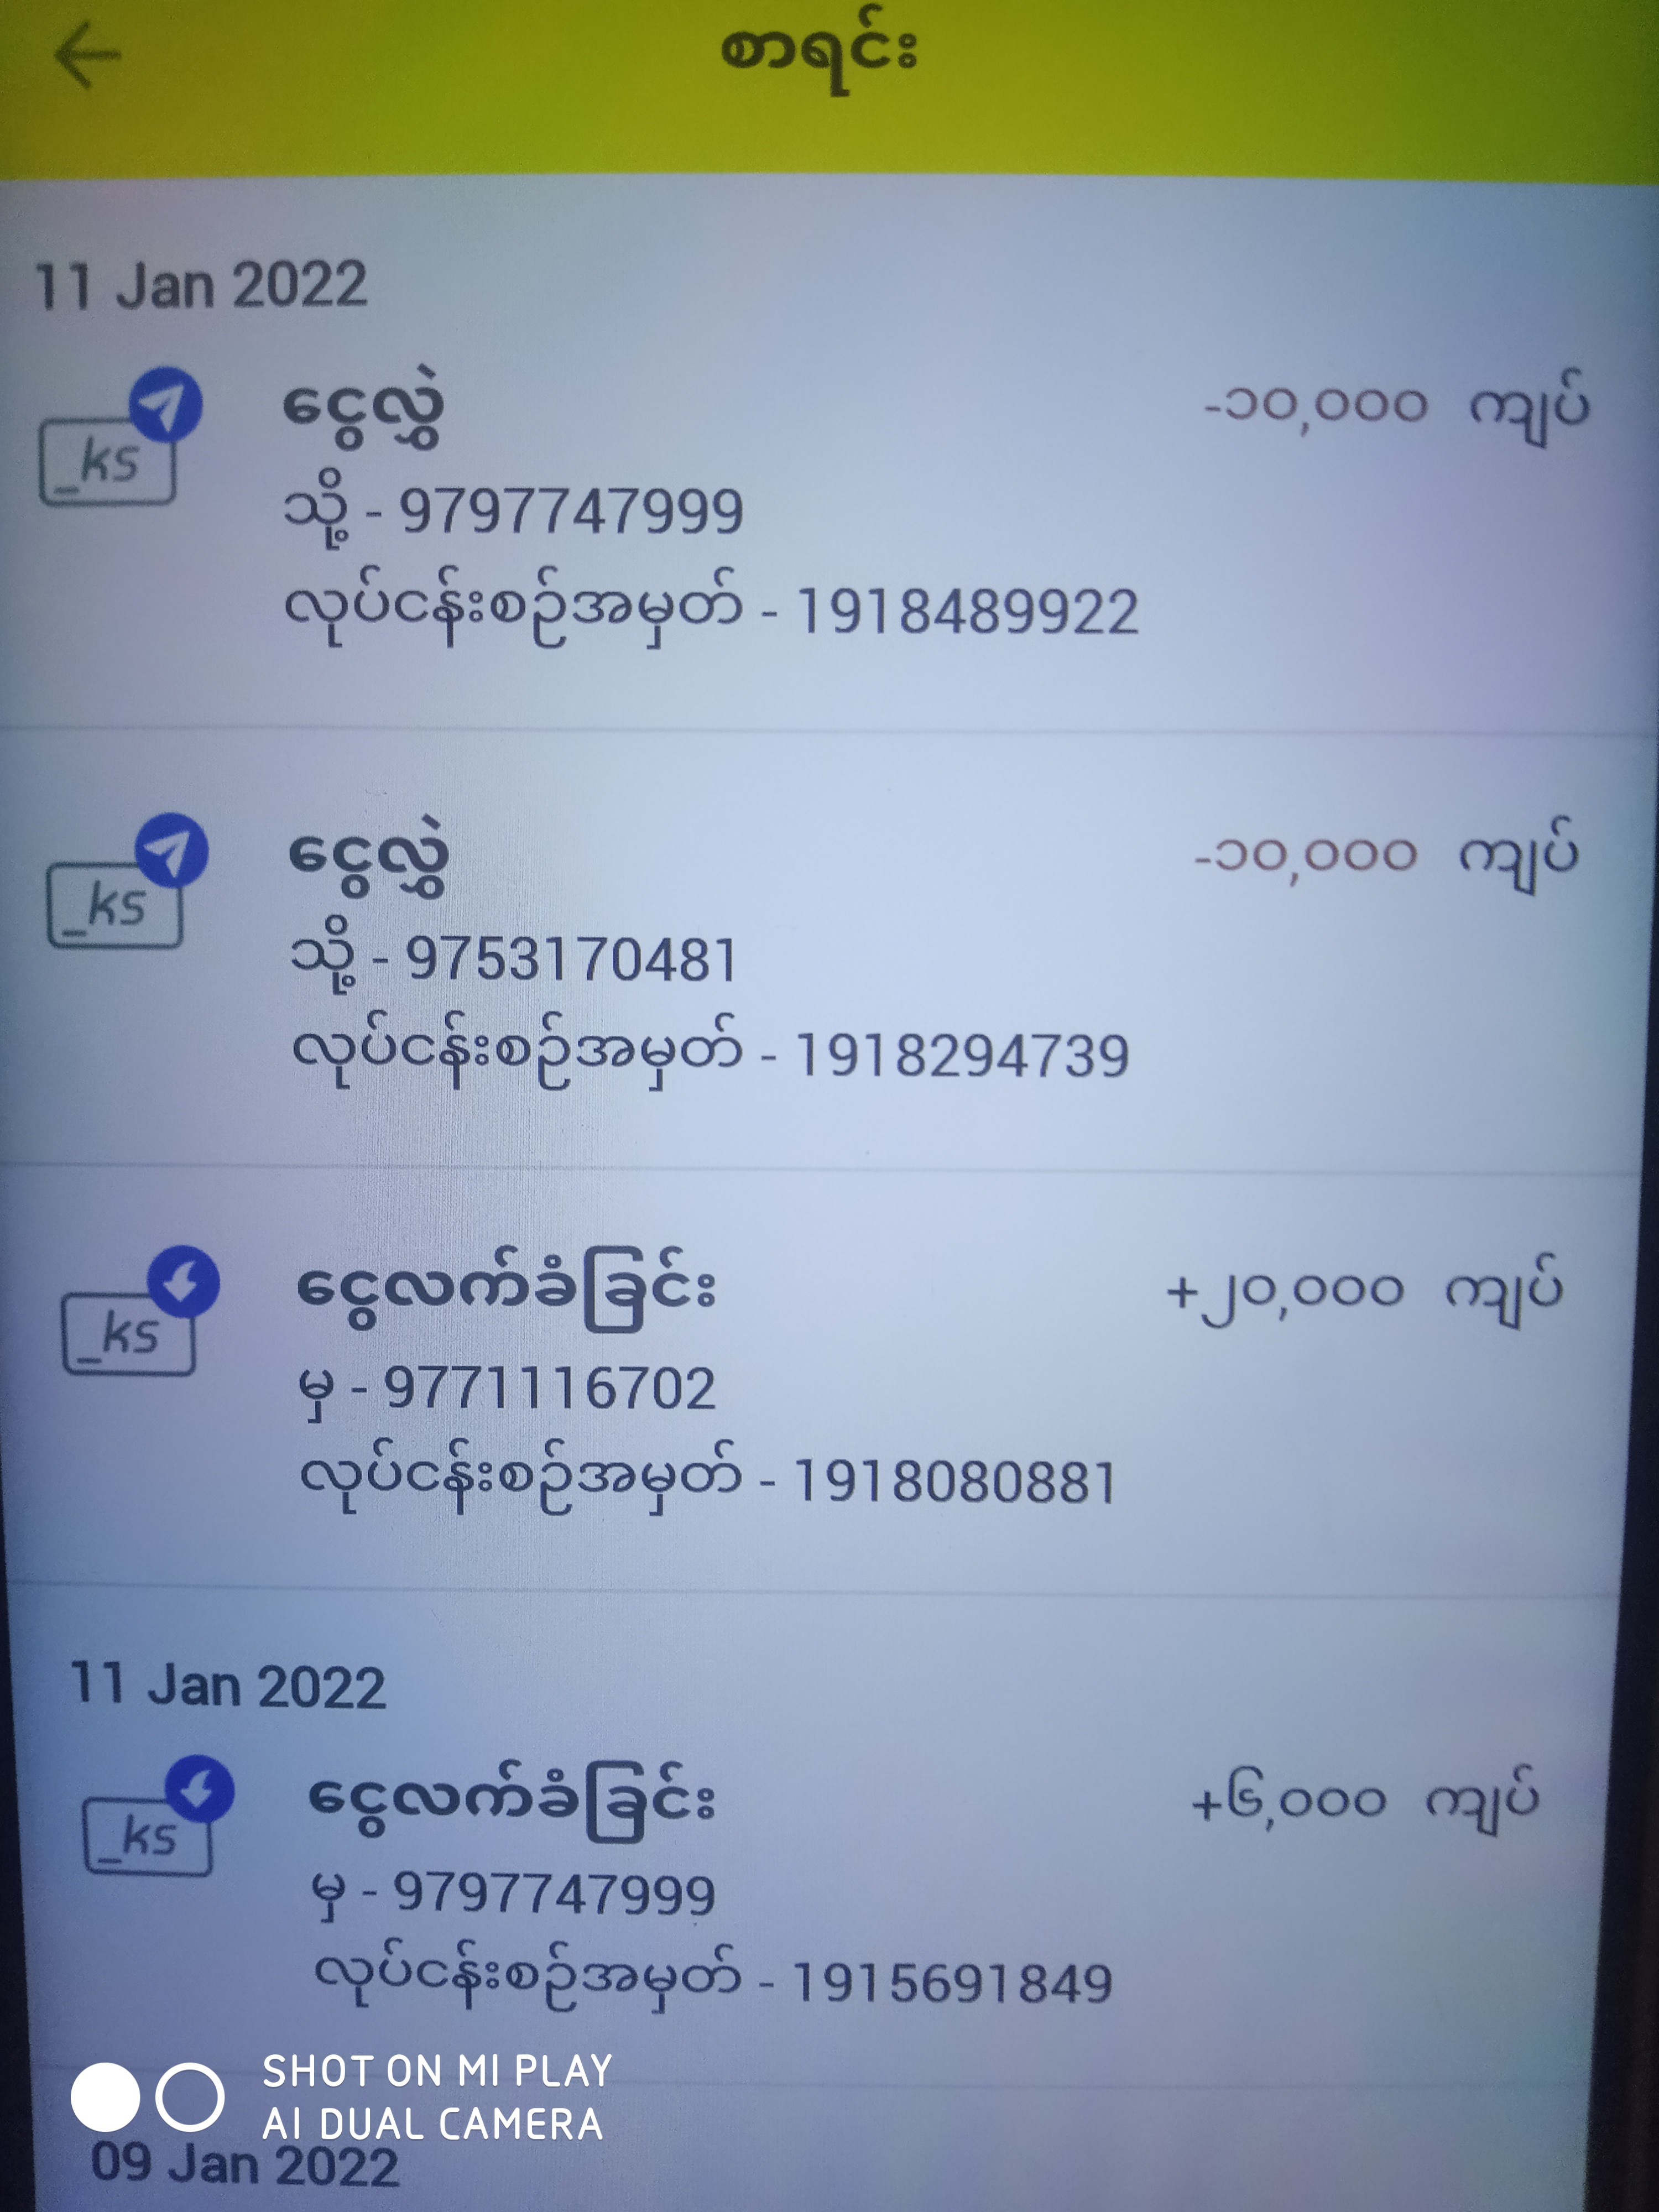 စာရင်း
11 Jan 2022
_ks
ငွေလွှဲ
-၁၀,၀၀၀ ကျပ်
သို့ - 9797747999
လုပ်ငန်းစဉ်အမှတ် - 1918489922
_ks
ငွေလွှဲ
-၁၀,၀၀၀ ကျပ်
သို့ - 9753170481
လုပ်ငန်းစဉ်အမှတ် - 1918294739
_ks
ငွေလက်ခံခြင်း
+၂၀,၀၀၀ ကျပ်
မှ - 9771116702
လုပ်ငန်းစဉ်အမှတ် - 1918080881
11 Jan 2022
_ks
ငွေလက်ခံခြင်း
+၆,၀၀၀ ကျပ်
မှ - 9797747999
လုပ်ငန်းစဉ်အမှတ် - 1915691849
SHOT ON MI PLAY
AI DUAL CAMERA
09 Jan 2022